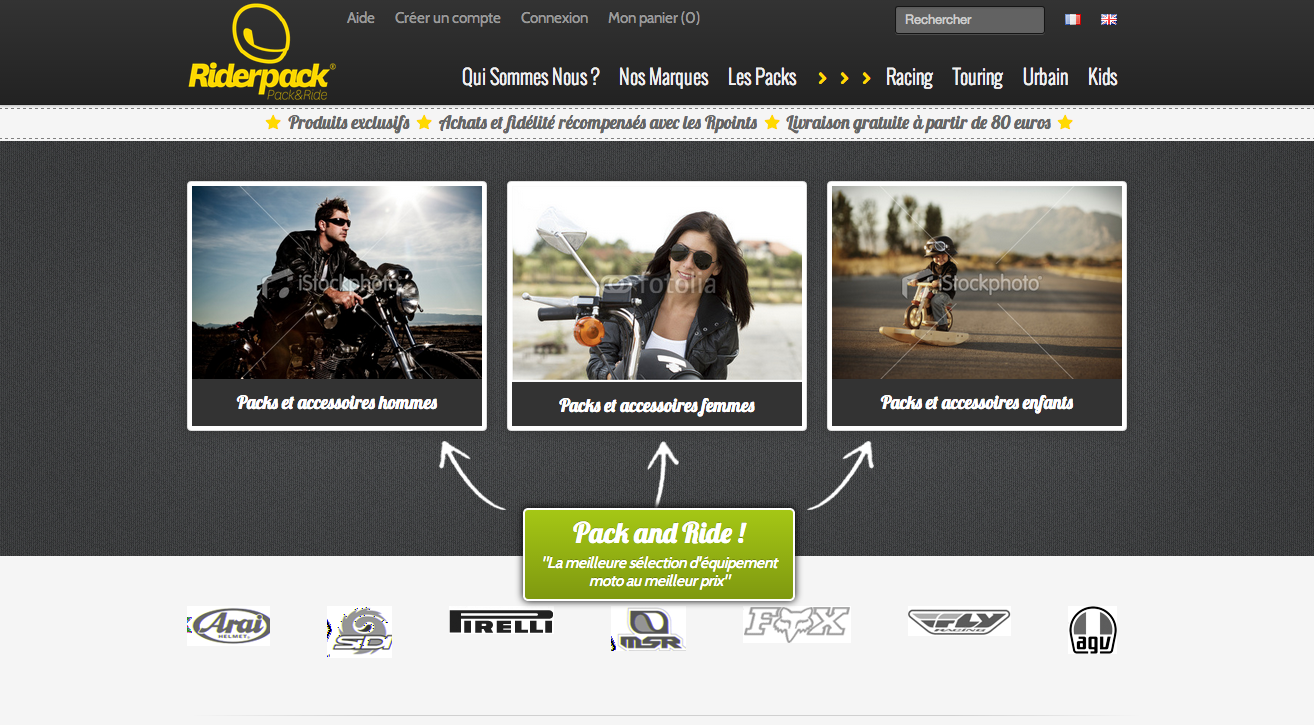 Aide Créer un compte Connexion Mon panier (0) Rechercher
Riderpack®
Pack&Ride
Qui Sommes Nous ? Nos Marques Les Packs Racing Touring Urbain Kids
Produits exclusifs Achats et fidélité récompensés avec les Rpoints Livraison gratuite à partir de 80 euros
iStockphoto fotolia iStockphoto
Packs et accessoires hommes Packs et accessoires femmes Packs et accessoires enfants
Pack and Ride !
"La meilleure sélection d'équipement
moto au meilleur prix"
Arai HELMET SIDI PIRELLI MSR FOX FLY RACING agv